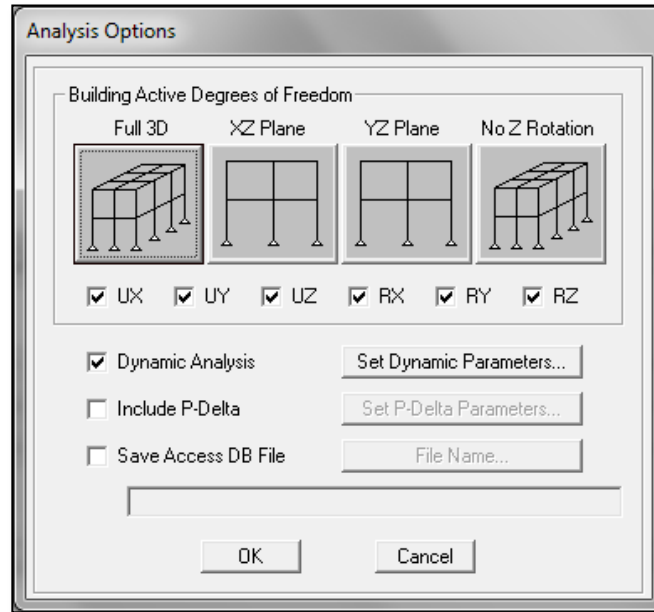 Analysis Options
Building Active Degrees of Freedom
Full 3D XZ Plane YZ Plane No Z Rotation
UX UY UZ RX RY RZ
Dynamic Analysis Set Dynamic Parameters...
Include P-Delta Set P-Delta Parameters...
Save Access DB File File Name...
OK Cancel